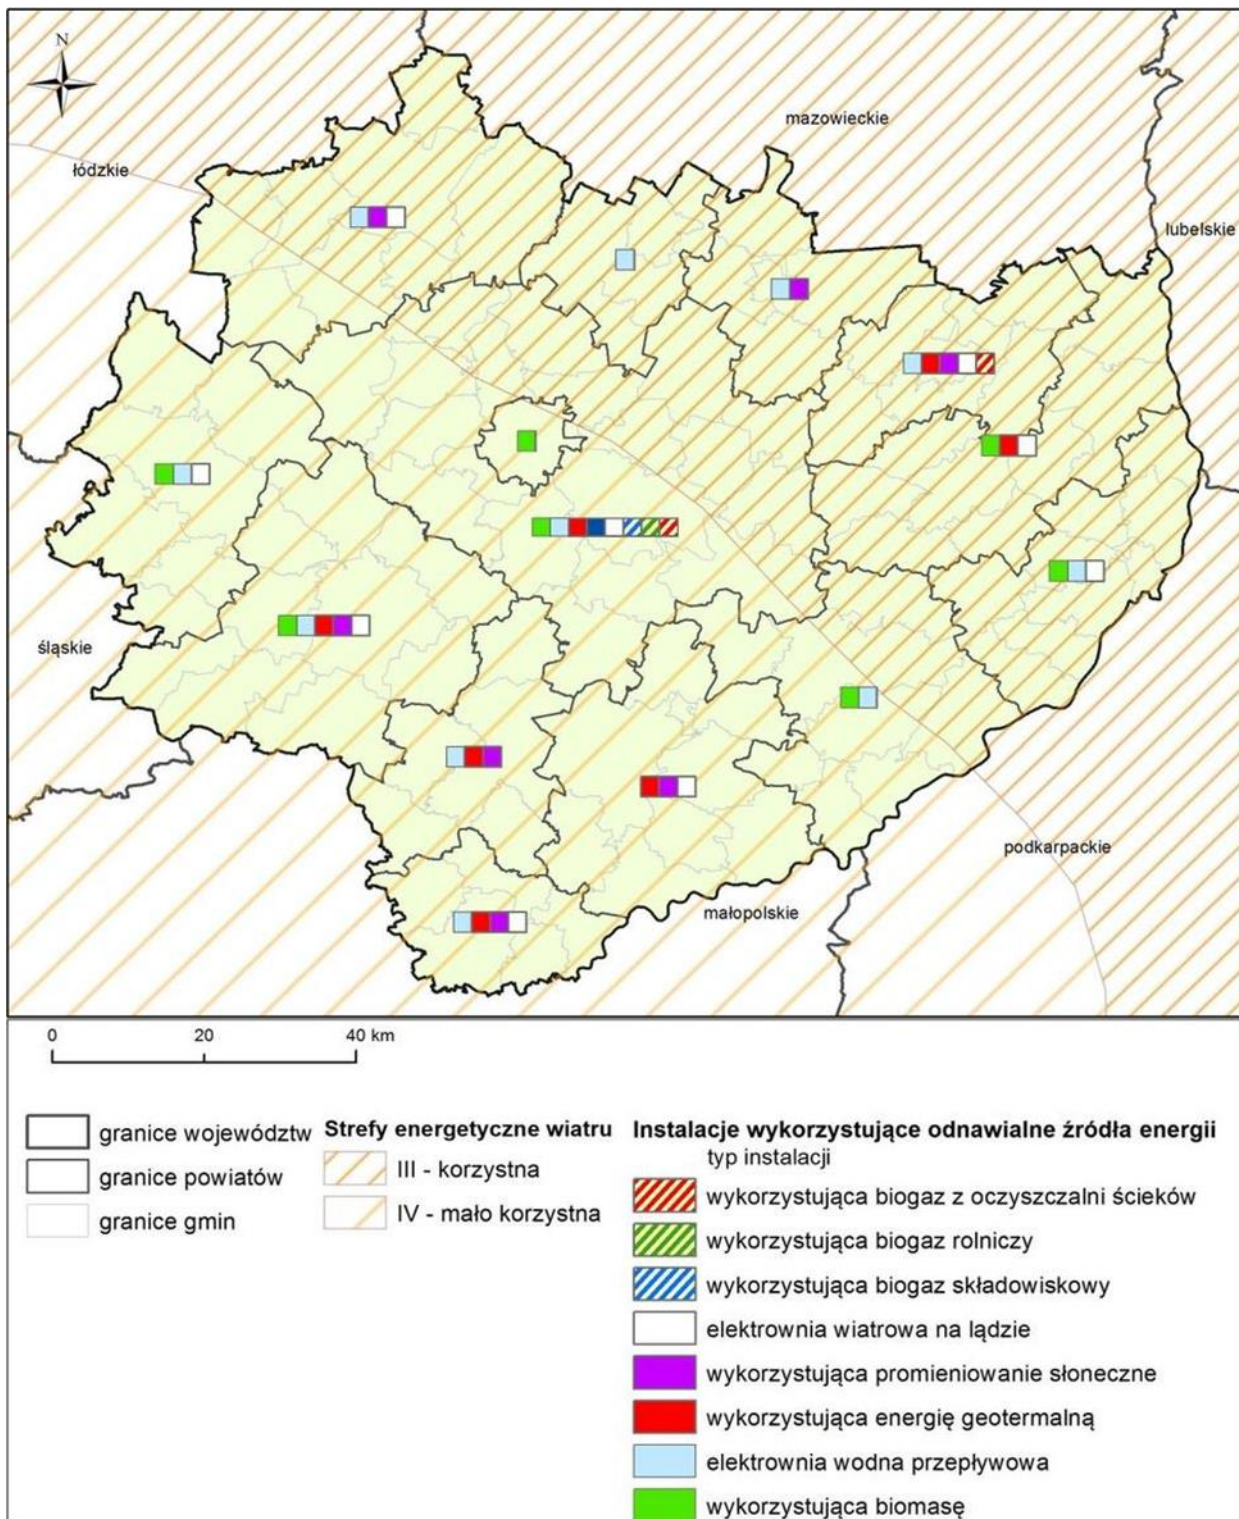 N
mazowieckie
łódzkie
lubelskie
śląskie
podkarpackie
małopolskie
0 20 40 km
granice województw
granice powiatów
granice gmin
Strefy energetyczne wiatru
III - korzystna
IV - mało korzystna
Instalacje wykorzystujące odnawialne źródła energii
typ instalacji
wykorzystująca biogaz z oczyszczalni ścieków
wykorzystująca biogaz rolniczy
wykorzystująca biogaz składowiskowy
elektrownia wiatrowa na lądzie
wykorzystująca promieniowanie słoneczne
wykorzystująca energię geotermalną
elektrownia wodna przepływowa
wykorzystująca biomasę